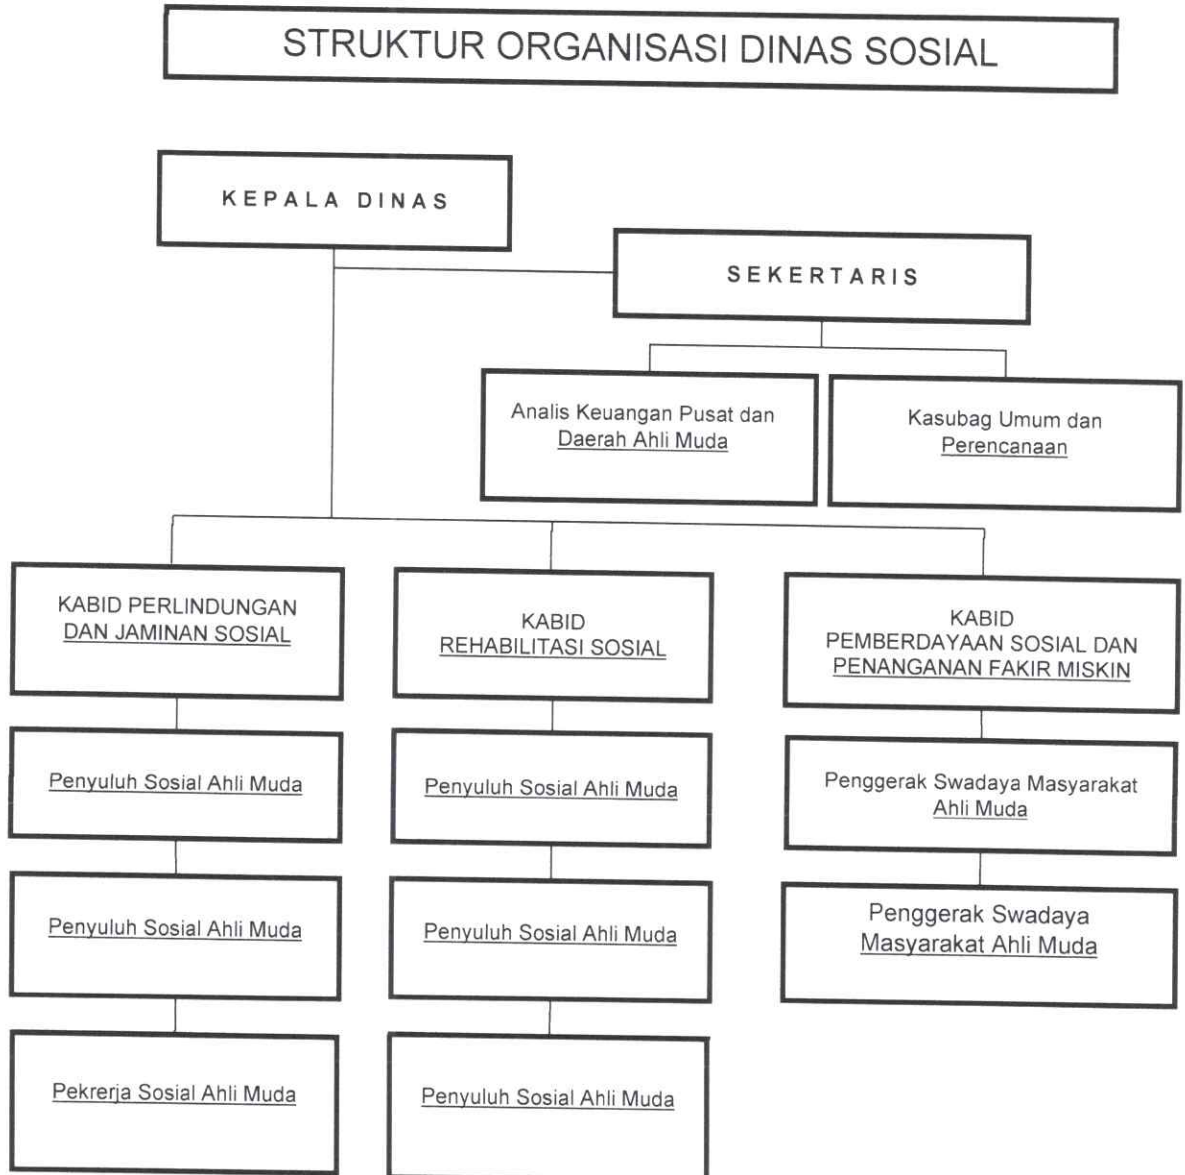 STRUKTUR ORGANISASI DINAS SOSIAL
KEPALA DINAS
SEKERTARIS
Analis Keuangan Pusat dan
Daerah Ahli Muda
Kasubag Umum dan
Perencanaan
KABID PERLINDUNGAN
DAN JAMINAN SOSIAL
KABID
REHABILITASI SOSIAL
KABID
PEMBERDAYAAN SOSIAL DAN
PENANGANAN FAKIR MISKIN
Penyuluh Sosial Ahli Muda
Penyuluh Sosial Ahli Muda
Penggerak Swadaya Masyarakat
Ahli Muda
Penyuluh Sosial Ahli Muda
Penyuluh Sosial Ahli Muda
Penggerak Swadaya
Masyarakat Ahli Muda
Pekrerja Sosial Ahli Muda
Penyuluh Sosial Ahli Muda